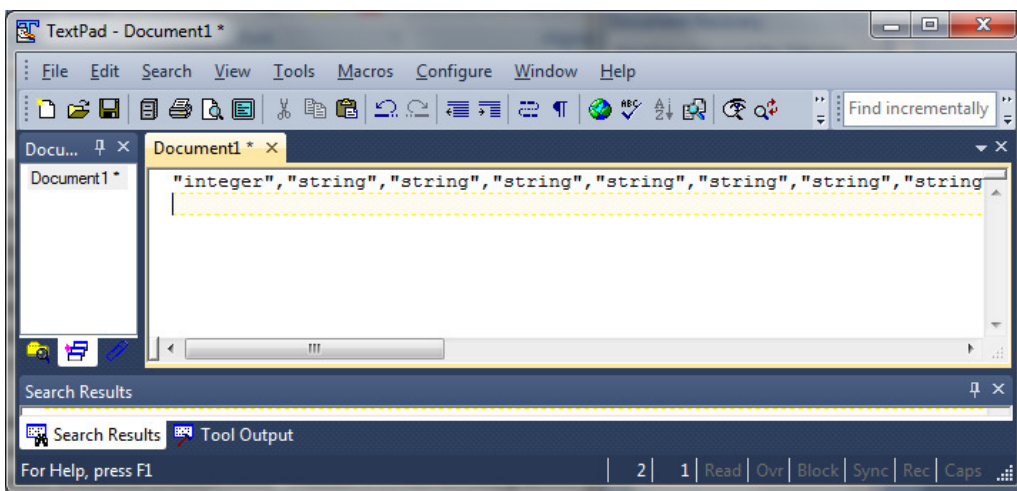 TextPad - Document1 *
File Edit Search View Tools Macros Configure Window Help
ABC Find incrementally
Docu...
Document1 *
Document1 *
"integer","string","string","string","string","string","string","string
Search Results
Search Results Tool Output
For Help, press F1 2 1 Read Ovr Block Sync Rec Caps